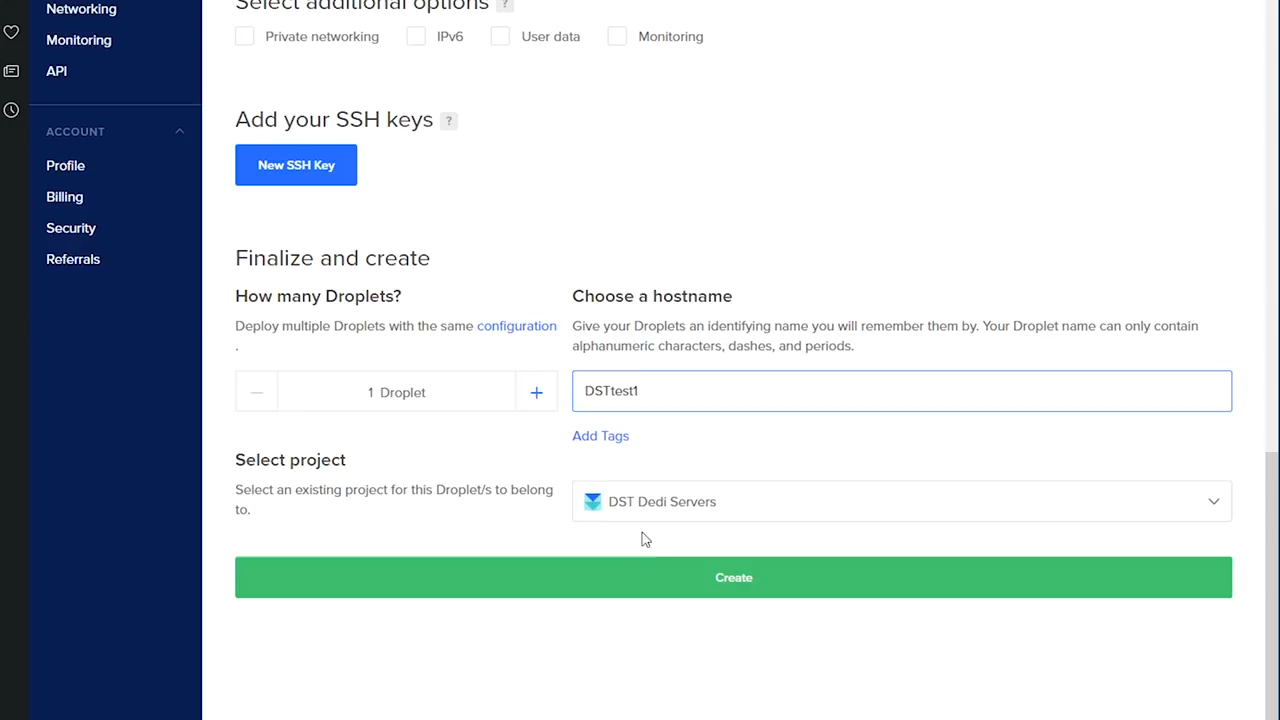 Networking
Monitoring
API
ACCOUNT
Profile
Billing
Security
Referrals
Select additional options ?
Private networking
IPv6
User data
Monitoring
Add your SSH keys ?
New SSH Key
Finalize and create
How many Droplets?
Deploy multiple Droplets with the same configuration
.
1 Droplet
Choose a hostname
Give your Droplets an identifying name you will remember them by. Your Droplet name can only contain
alphanumeric characters, dashes, and periods.
DSTtest1
Add Tags
Select project
Select an existing project for this Droplet/s to belong
to.
DST Dedi Servers
Create